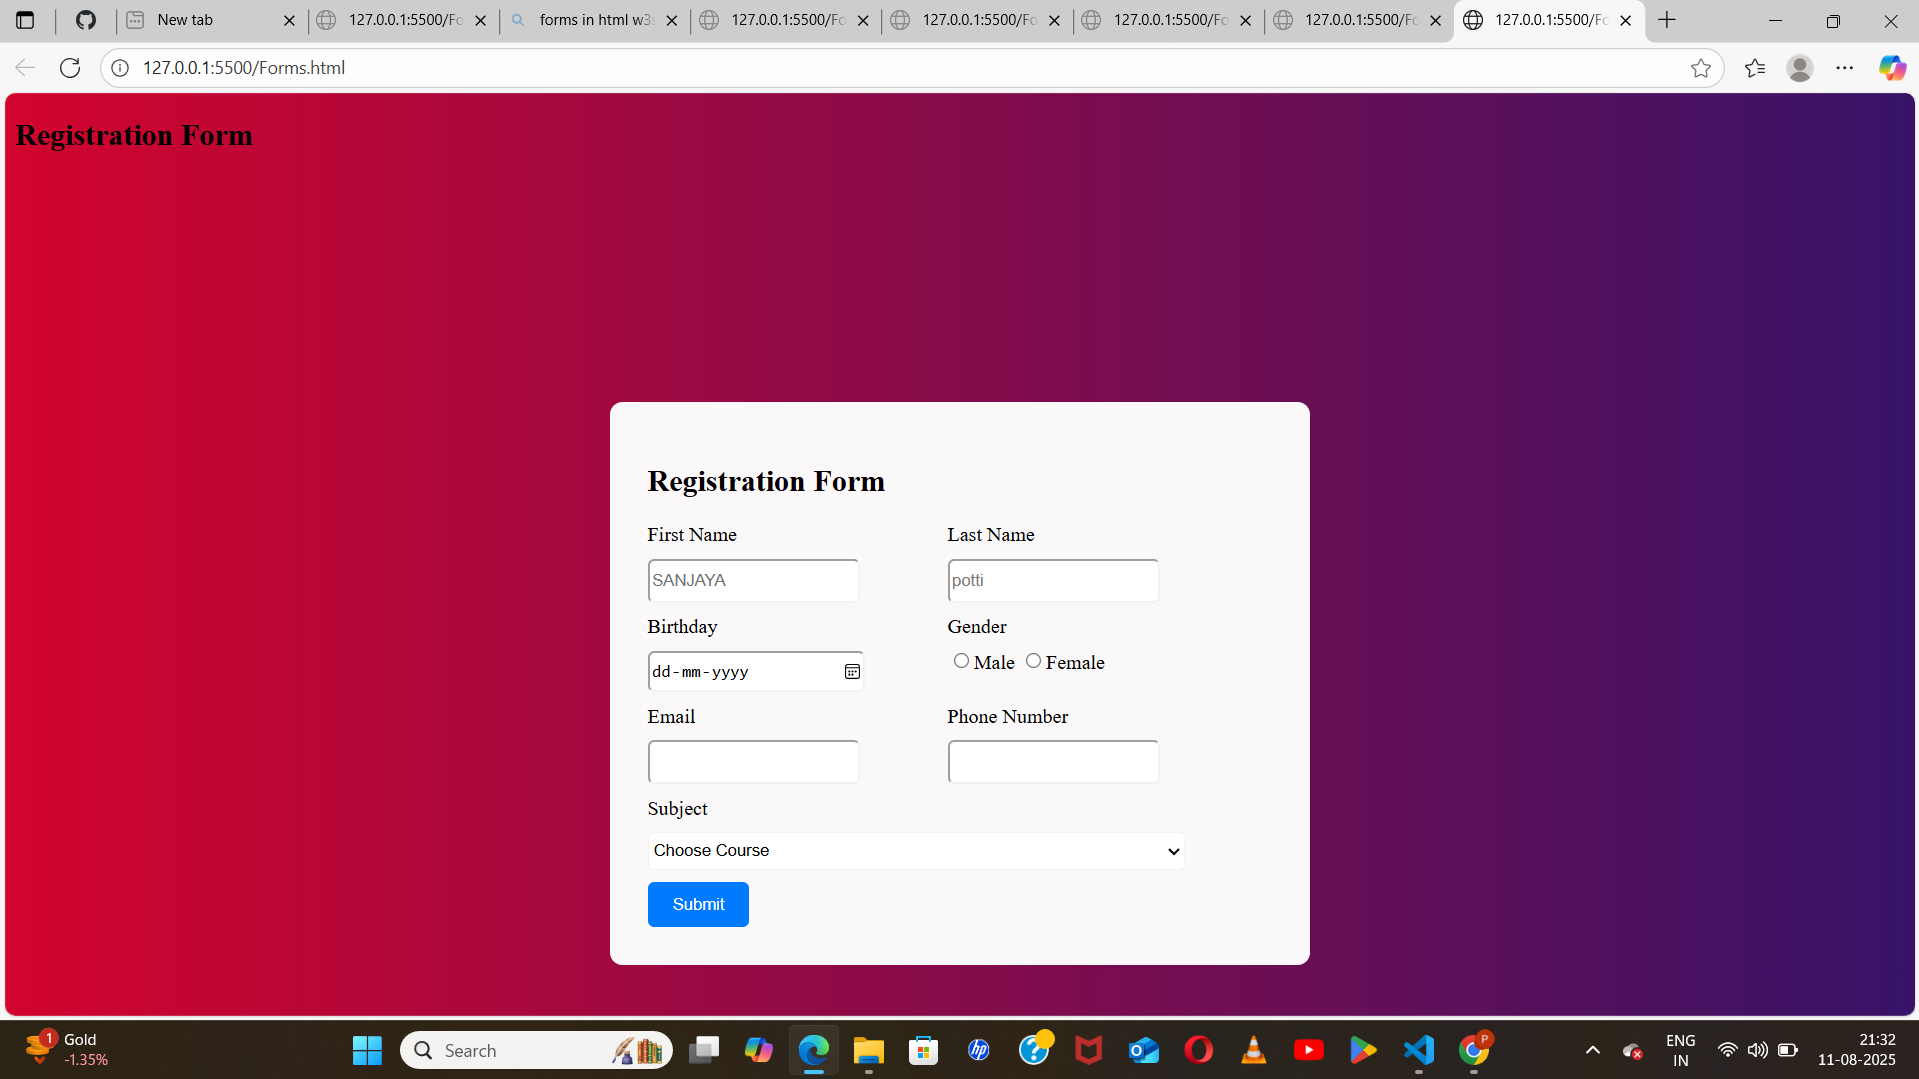 New tab
127.0.0.1:5500/Fo
forms in html w3s
127.0.0.1:5500/Fo
127.0.0.1:5500/Fo
127.0.0.1:5500/Fo
127.0.0.1:5500/Fo
127.0.0.1:5500/Fo
127.0.0.1:5500/Forms.html
Registration Form
Registration Form
First Name
Last Name
SANJAYA
potti
Birthday
Gender
dd-mm-yyyy
Male
Female
Email
Phone Number
Subject
Choose Course
Submit
1
Gold
-1.35%
Search
hp
P
ENG
IN
21:32
11-08-2025